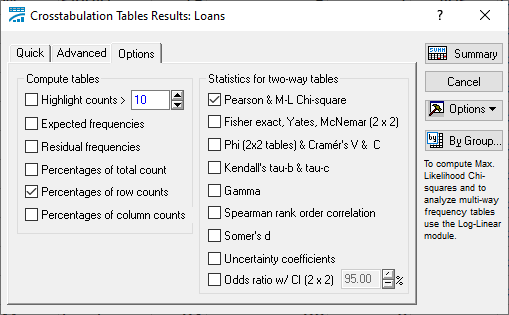 Crosstabulation Tables Results: Loans ? ×
Quick Advanced Options
Compute tables
Highlight counts > 10
Expected frequencies
Residual frequencies
Percentages of total count
Percentages of row counts
Percentages of column counts
Statistics for two-way tables
Pearson & M-L Chi-square
Fisher exact, Yates, McNemar (2 x 2)
Phi (2x2 tables) & Cramér's V & C
Kendall's tau-b & tau-c
Gamma
Spearman rank order correlation
Somer's d
Uncertainty coefficients
Odds ratio w/ CI (2 x 2) 95.00 %
SUMM Summary
Cancel
Options
by By Group...
To compute Max.
Likelihood Chi-
squares and to
analyze multi-way
frequency tables
use the Log-Linear
module.